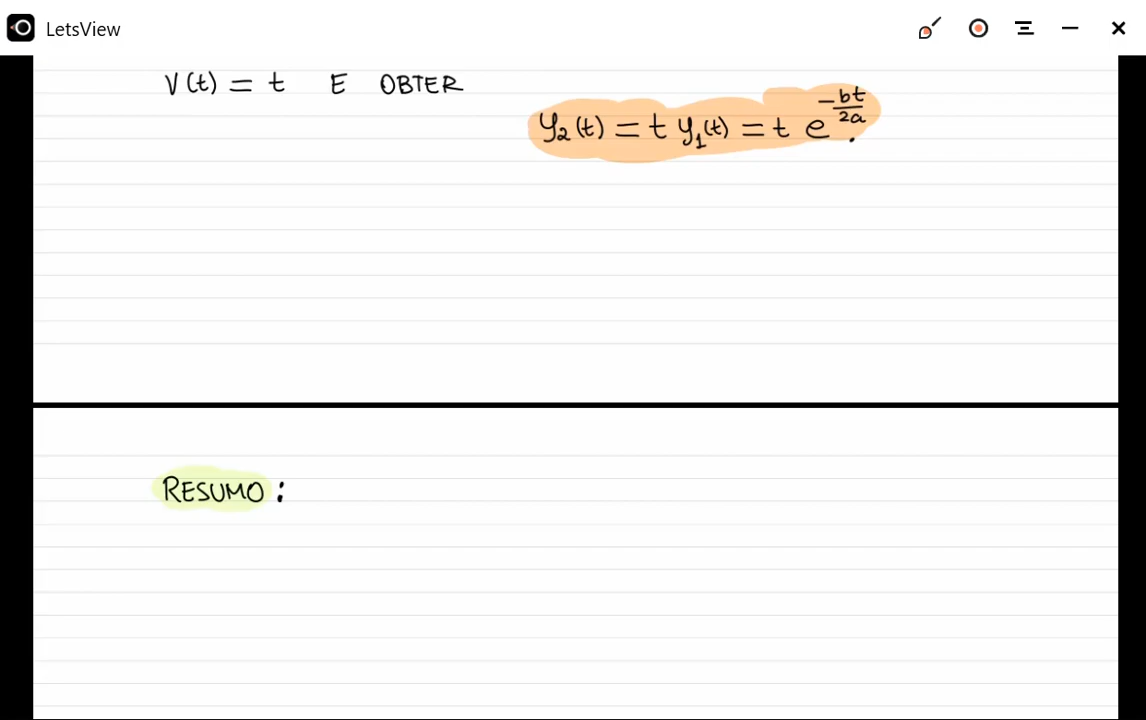 LetsView
V(t) = t E OBTER
y₂(t) = t y₁(t) = t e^{-bt/2a}.
RESUMO: